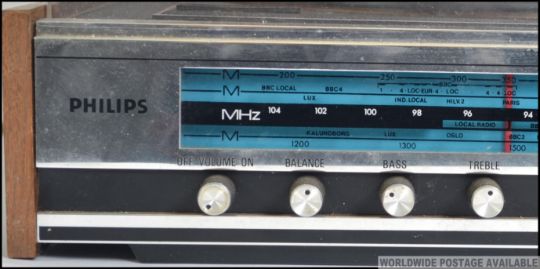 M 200 250 300 350
BBC LOCAL BBC4 LOC EUR 4 LOC 4 4 LOC
LUX IND.LOCAL HILV. 2 PARIS
PHILIPS
MHz 104 102 100 98 96 94
LOCAL RADIO
M KALUNDBORG LUX OSLO BBC2
1200 1300 1500
OFF VOLUME ON BALANCE BASS TREBLE
WORLDWIDE POSTAGE AVAILABLE